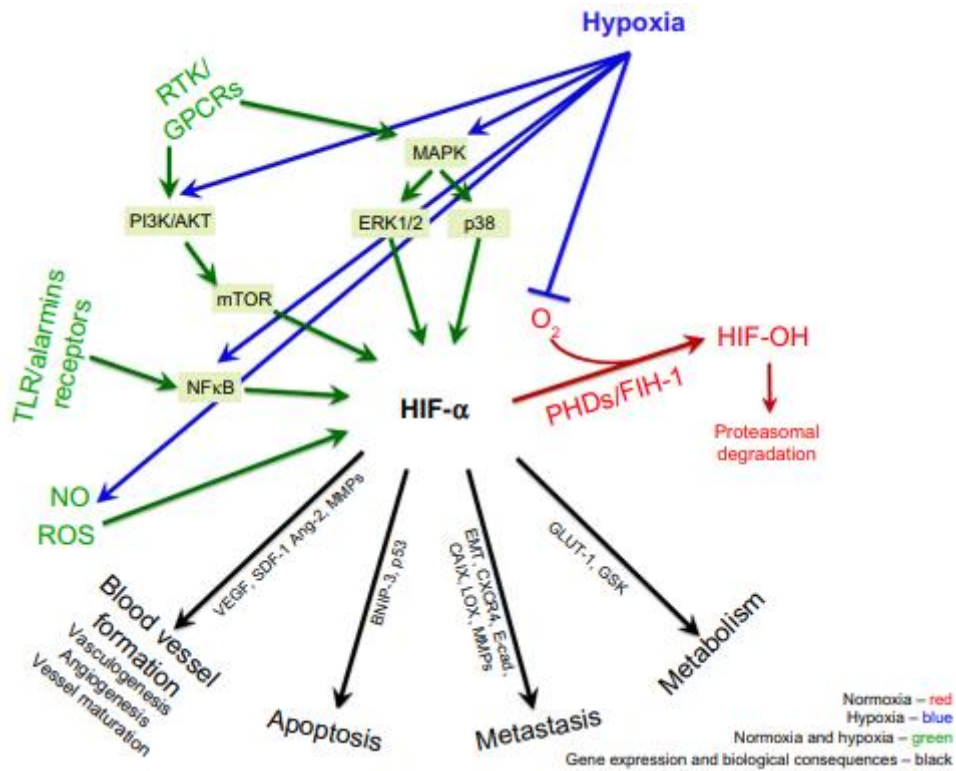 Hypoxia
RTK/
GPCRs
MAPK
PI3K/AKT
ERK1/2
p38
mTOR
TLR/alarmins
receptors
NFκB
O2
HIF-OH
PHDs/FIH-1
HIF-α
Proteasomal
degradation
NO
ROS
VEGF, SDF-1 Ang-2, MMPs
BNIP-3, p53
EMT, CXCR4, E-cad,
CAIX, LOX, MMPs
GLUT-1, GSK
Blood vessel
formation
Vasculogenesis
Angiogenesis
Vessel maturation
Apoptosis
Metastasis
Metabolism
Normoxia – red
Hypoxia – blue
Normoxia and hypoxia – green
Gene expression and biological consequences – black